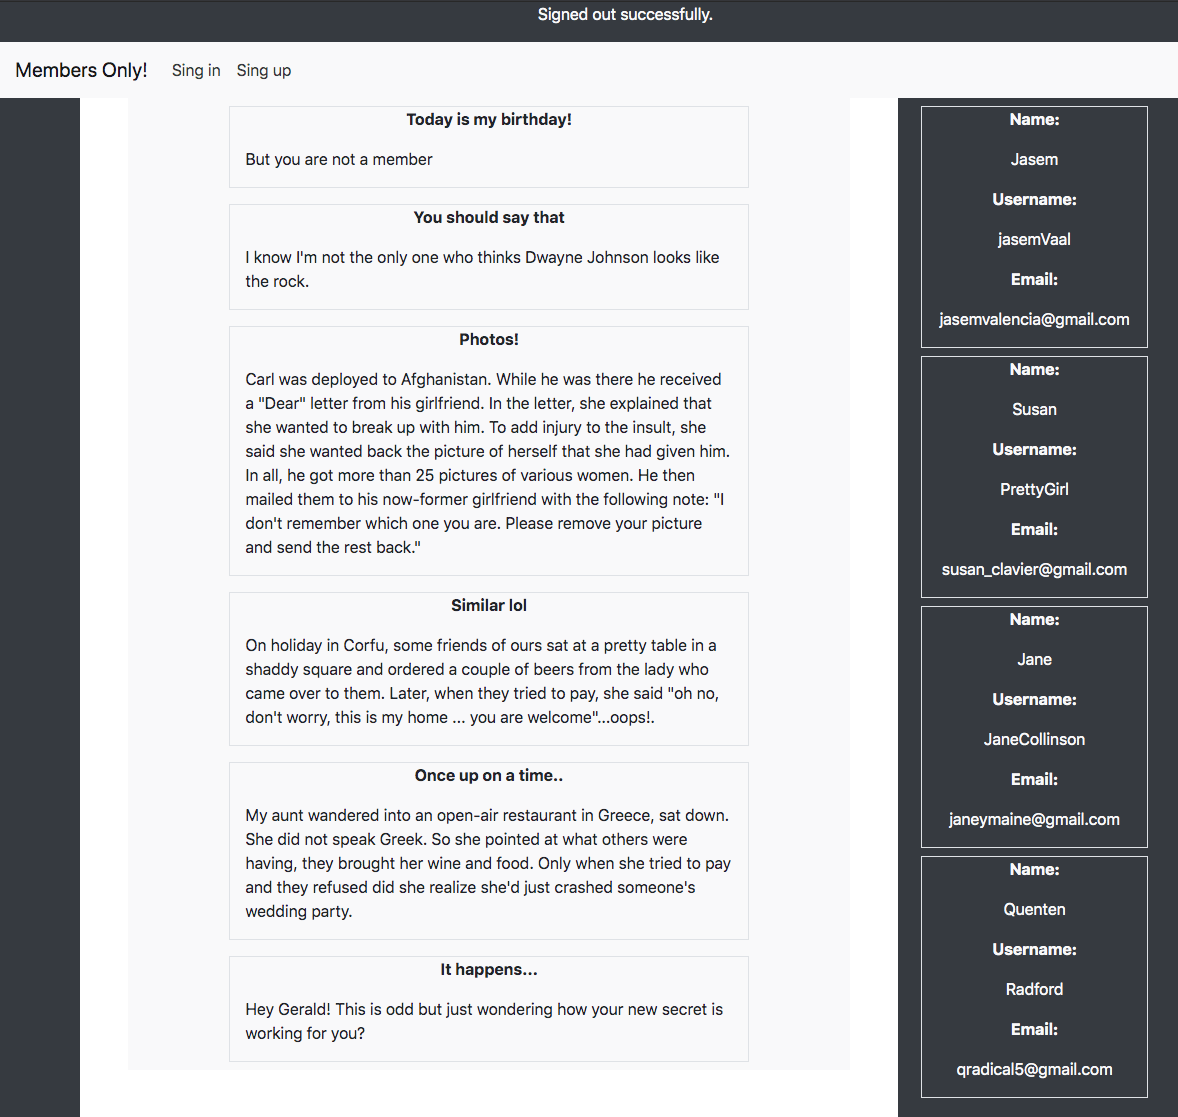 Signed out successfully.
Members Only! Sing in Sing up
Today is my birthday!
But you are not a member
You should say that
I know I'm not the only one who thinks Dwayne Johnson looks like
the rock.
Photos!
Carl was deployed to Afghanistan. While he was there he received
a "Dear" letter from his girlfriend. In the letter, she explained that
she wanted to break up with him. To add injury to the insult, she
said she wanted back the picture of herself that she had given him.
In all, he got more than 25 pictures of various women. He then
mailed them to his now-former girlfriend with the following note: "I
don't remember which one you are. Please remove your picture
and send the rest back."
Similar lol
On holiday in Corfu, some friends of ours sat at a pretty table in a
shaddy square and ordered a couple of beers from the lady who
came over to them. Later, when they tried to pay, she said "oh no,
don't worry, this is my home ... you are welcome"...oops!.
Once up on a time..
My aunt wandered into an open-air restaurant in Greece, sat down.
She did not speak Greek. So she pointed at what others were
having, they brought her wine and food. Only when she tried to pay
and they refused did she realize she'd just crashed someone's
wedding party.
It happens...
Hey Gerald! This is odd but just wondering how your new secret is
working for you?
Name:
Jasem
Username:
jasemVaal
Email:
jasemvalencia@gmail.com
Name:
Susan
Username:
PrettyGirl
Email:
susan_clavier@gmail.com
Name:
Jane
Username:
JaneCollinson
Email:
janeymaine@gmail.com
Name:
Quenten
Username:
Radford
Email:
qradical5@gmail.com